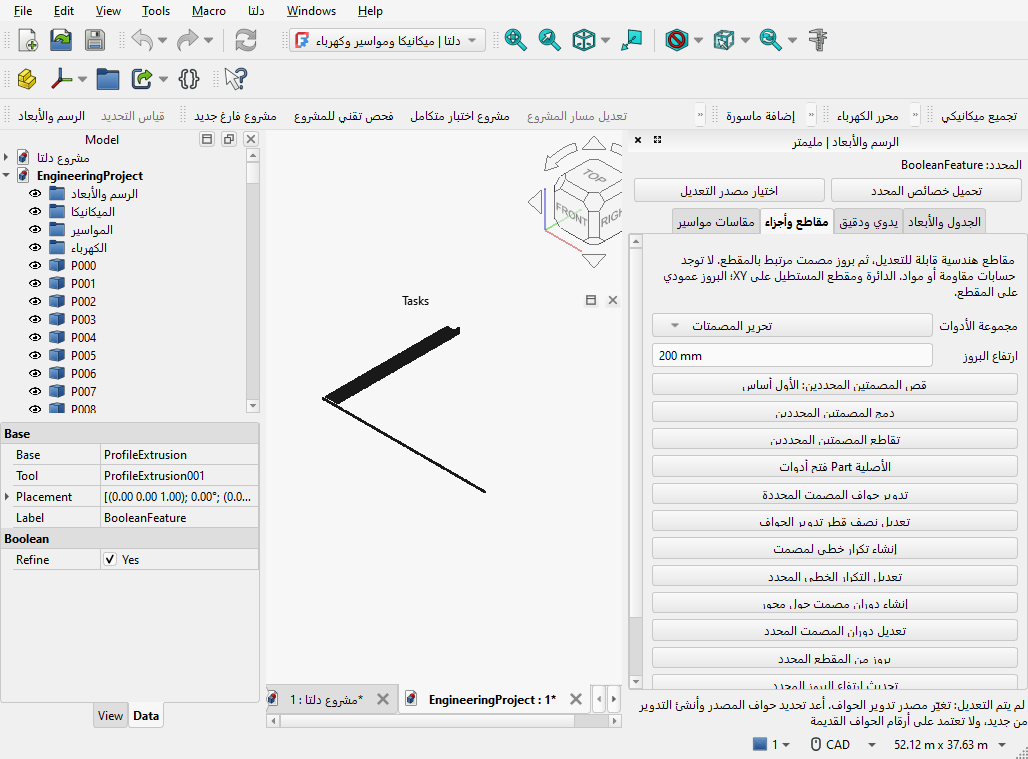 File Edit View Tools Macro دلتا Windows Help
دلتا | ميكانيكا ومواسير وكهرباء
الرسم والأبعاد قياس التحديد مشروع فارغ جديد فحص تقني للمشروع مشروع اختبار متكامل تعديل مسار المشروع » إضافة ماسورة » محرر الكهرباء » تجميع ميكانيكي
Model
مشروع دلتا
EngineeringProject
الرسم والأبعاد
الميكانيكا
المواسير
الكهرباء
P000
P001
P002
P003
P004
P005
P006
P007
P008
Base
Base ProfileExtrusion
Tool ProfileExtrusion001
Placement [(0.00 0.00 1.00); 0.00°; (0.0...
Label BooleanFeature
Boolean
Refine Yes
View Data
TOP
FRONT RIGH
Tasks
مشروع دلتا : 1*
EngineeringProject : 1*
الرسم والأبعاد | مليمتر
المحدد: BooleanFeature
تحميل خصائص المحدد
اختيار مصدر التعديل
الجدول والأبعاد يدوي ودقيق مقاطع وأجزاء مقاسات مواسير
مقاطع هندسية قابلة للتعديل، ثم بروز مصمت مرتبط بالمقطع. لا توجد
حسابات مقاومة أو مواد. الدائرة ومقطع المستطيل على XY؛ البروز عمودي
على المقطع.
مجموعة الأدوات تحرير المصمتات
ارتفاع البروز 200 mm
قص المصمتين المحددين: الأول أساس
دمج المصمتين المحددين
تقاطع المصمتين المحددين
الأصلية Part فتح أدوات
تدوير حواف المصمت المحددة
تعديل نصف قطر تدوير الحواف
إنشاء تكرار خطي لمصمت
تعديل التكرار الخطي المحدد
إنشاء دوران مصمت حول محور
تعديل دوران المصمت المحدد
بروز من المقطع المحدد
تحديث ارتفاع البروز المحدد
لم يتم التعديل: تغيّر مصدر تدوير الحواف. أعد تحديد حواف المصدر وأنشئ التدوير
من جديد، ولا تعتمد على أرقام الحواف القديمة
1 CAD 52.12 m x 37.63 m